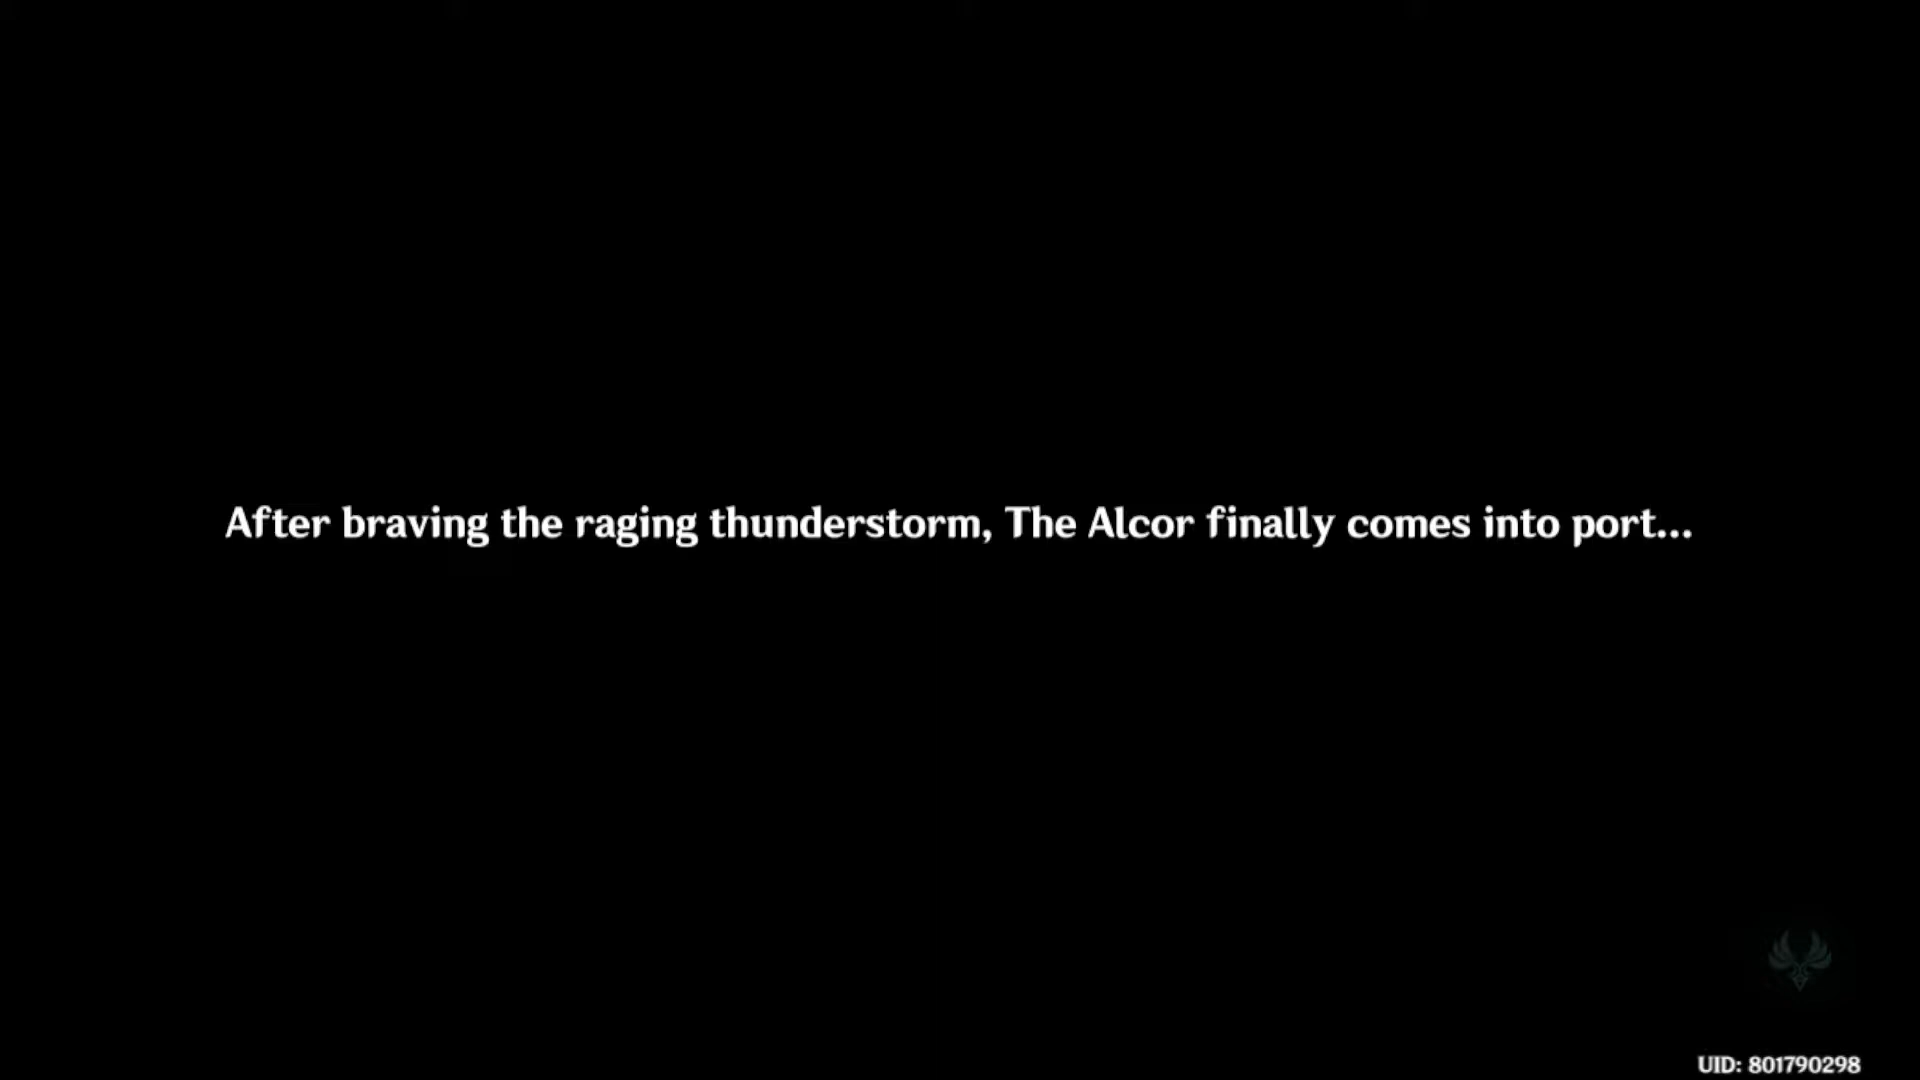 After braving the raging thunderstorm, The Alcor finally comes into port...
UID: 801790298